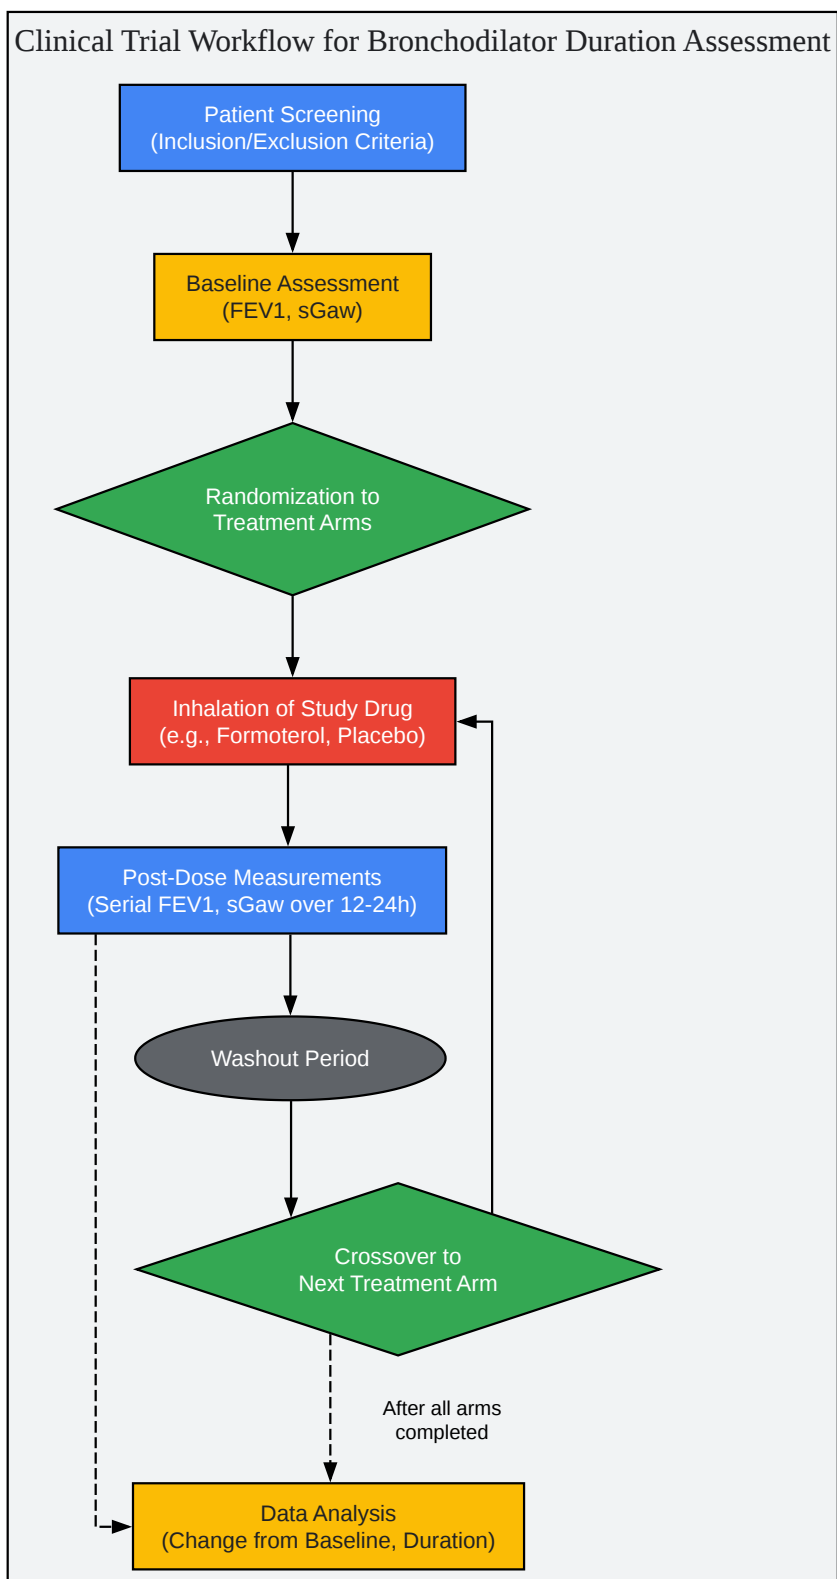 Clinical Trial Workflow for Bronchodilator Duration Assessment
Patient Screening
(Inclusion/Exclusion Criteria)
Baseline Assessment
(FEV1, sGaw)
Randomization to
Treatment Arms
Inhalation of Study Drug
(e.g., Formoterol, Placebo)
Post-Dose Measurements
(Serial FEV1, sGaw over 12-24h)
Washout Period
Crossover to
Next Treatment Arm
After all arms
completed
Data Analysis
(Change from Baseline, Duration)